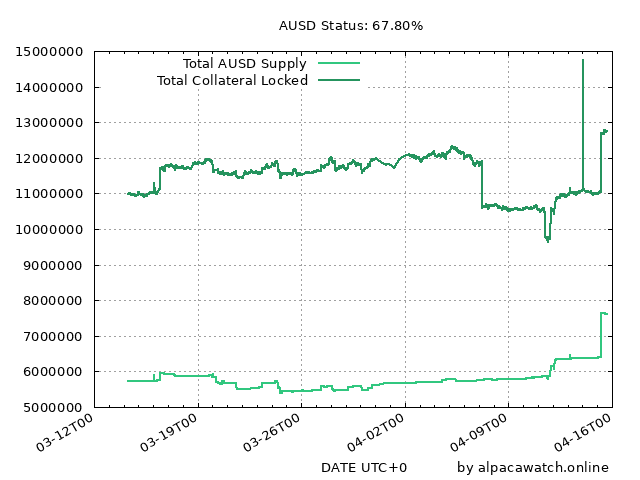 AUSD Status: 67.80%
Total AUSD Supply
Total Collateral Locked
15000000
14000000
13000000
12000000
11000000
10000000
9000000
8000000
7000000
6000000
5000000
03-12T00
03-19T00
03-26T00
04-02T00
04-09T00
04-16T00
DATE UTC+0
by alpacawatch.online